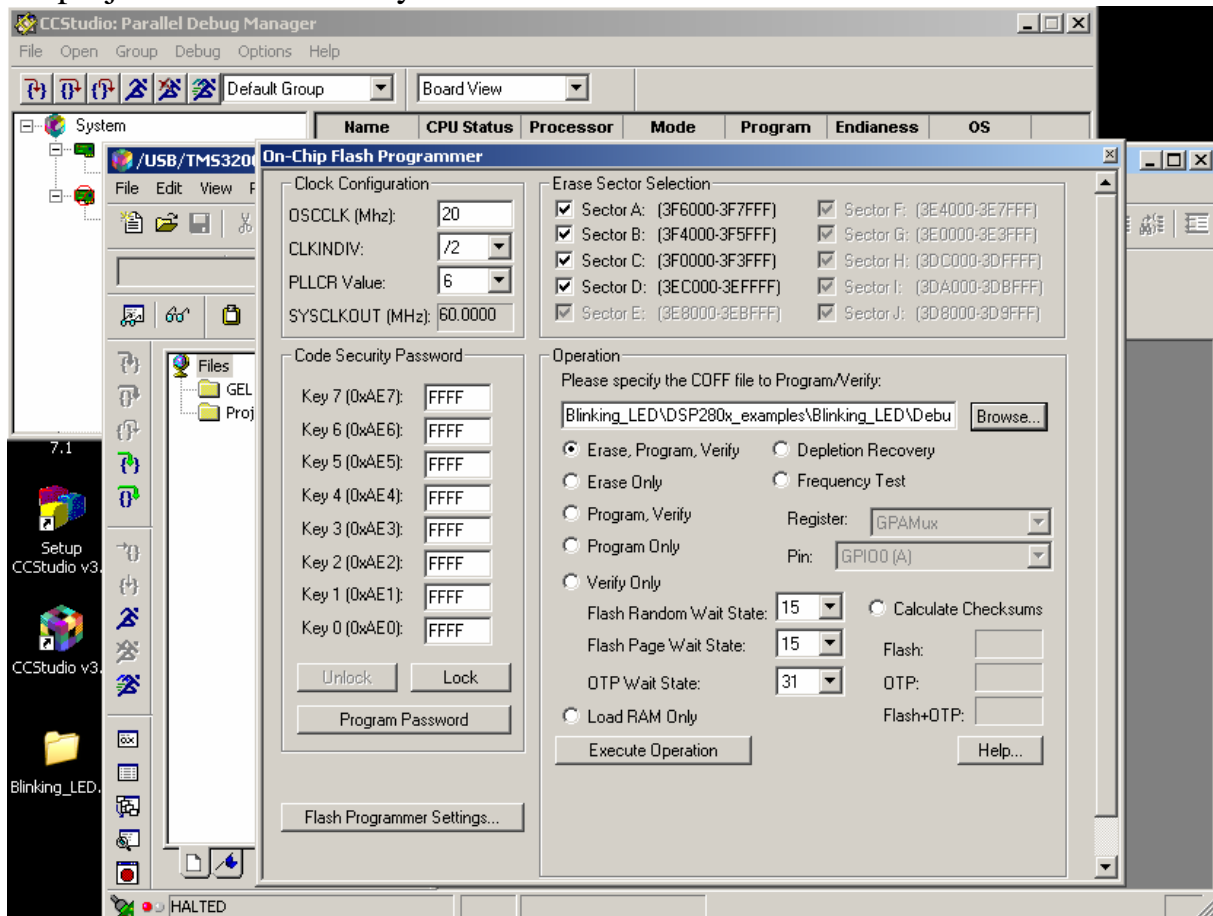 CCStudio: Parallel Debug Manager
File Open Group Debug Options Help
Default Group Board View
System Name CPU Status Processor Mode Program Endianess OS
/USB/TMS320
File Edit View
On-Chip Flash Programmer
Clock Configuration
OSCCLK (Mhz): 20
CLKINDIV: /2
PLLCR Value: 6
SYSCLKOUT (MHz): 60.0000
Erase Sector Selection
Sector A: (3F6000-3F7FFF) Sector F: (3E4000-3E7FFF)
Sector B: (3F4000-3F5FFF) Sector G: (3E0000-3E3FFF)
Sector C: (3F0000-3F3FFF) Sector H: (3DC000-3DFFFF)
Sector D: (3EC000-3EFFFF) Sector I: (3DA000-3DBFFF)
Sector E: (3E8000-3EBFFF) Sector J: (3D8000-3D9FFF)
Files
GEL
Proj
Code Security Password
Key 7 (0xAE7): FFFF
Key 6 (0xAE6): FFFF
Key 5 (0xAE5): FFFF
Key 4 (0xAE4): FFFF
Key 3 (0xAE3): FFFF
Key 2 (0xAE2): FFFF
Key 1 (0xAE1): FFFF
Key 0 (0xAE0): FFFF
Unlock Lock
Program Password
Flash Programmer Settings...
Operation
Please specify the COFF file to Program/Verify:
Blinking_LED\DSP280x_examples\Blinking_LED\Debu Browse...
Erase, Program, Verify Depletion Recovery
Erase Only Frequency Test
Program, Verify Register: GPAMux
Program Only Pin: GPIO0 (A)
Verify Only
Flash Random Wait State: 15 Calculate Checksums
Flash Page Wait State: 15 Flash:
OTP Wait State: 31 OTP:
Load RAM Only Flash+OTP:
Execute Operation Help...
7.1
Setup
CCStudio v3.
CCStudio v3.
Blinking_LED.
HALTED